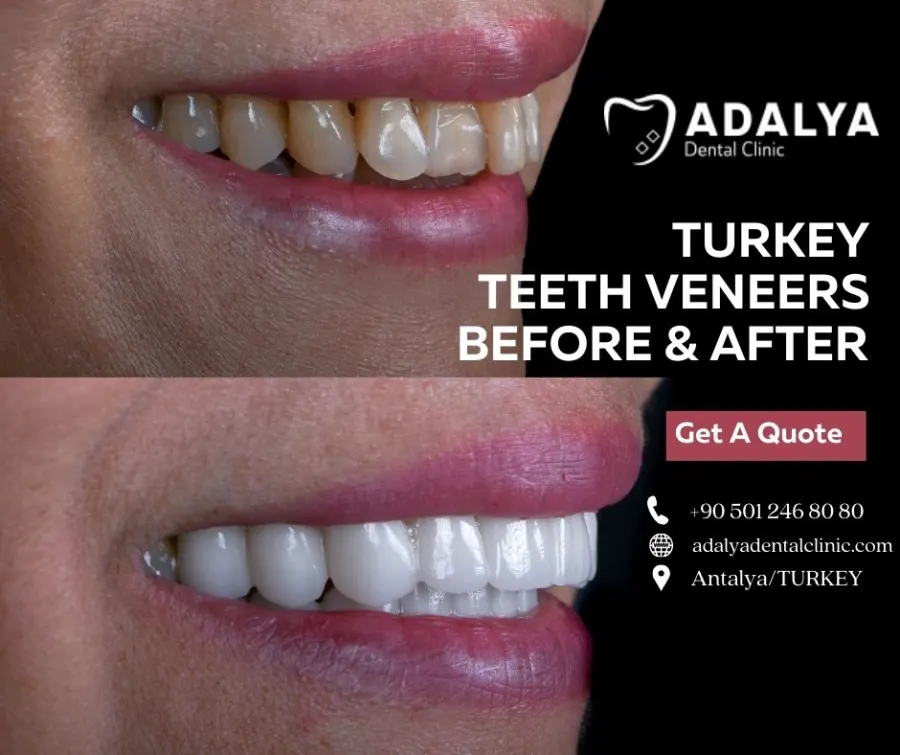 ADALYA
Dental Clinic
TURKEY
TEETH VENEERS
BEFORE & AFTER
Get A Quote
+90 501 246 80 80
adalyadentalclinic.com
Antalya/TURKEY